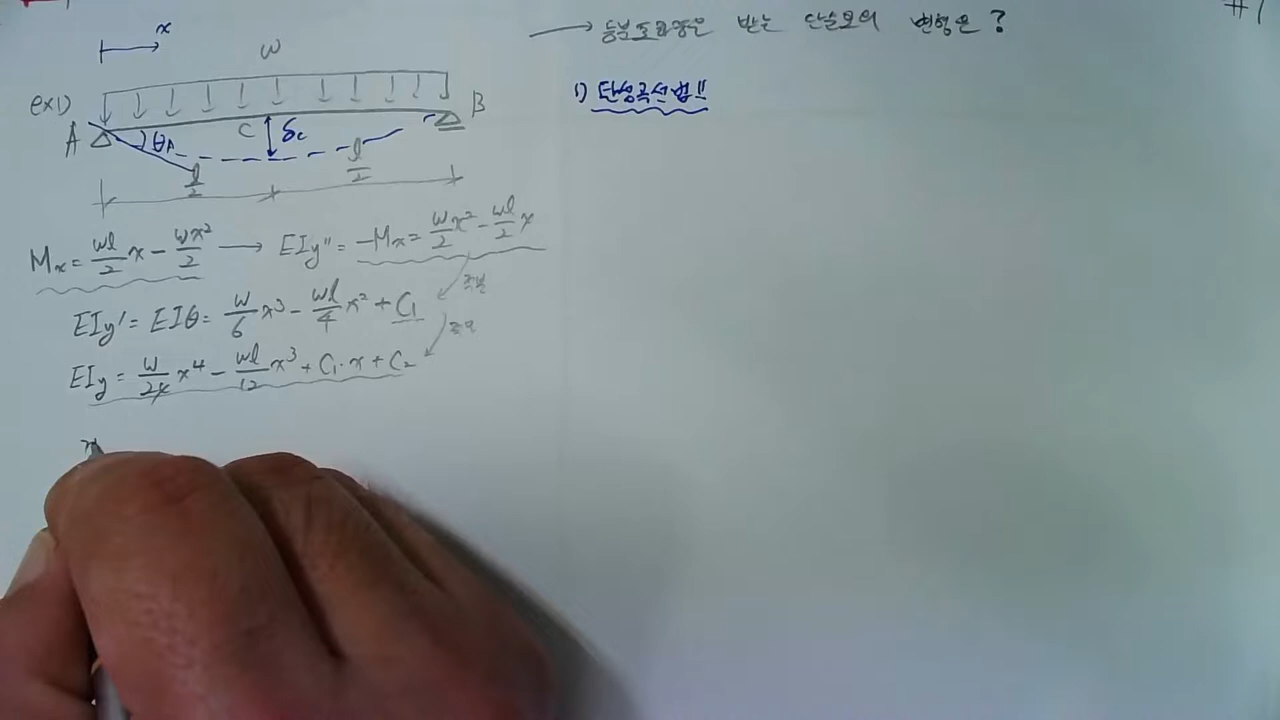 #1
→ 등분포하중을 받는 단순보의 변형은?
x
w
ex1)
1) 탄성곡선법!!
A
θA
C
δc
B
l/2
l/2
Mx = wl/2 x - wx²/2 → EIy'' = -Mx = w/2 x² - wl/2 x
적분
EIy' = EIθ = w/6 x³ - wl/4 x² + C₁
EIy = w/24 x⁴ - wl/12 x³ + C₁·x + C₂